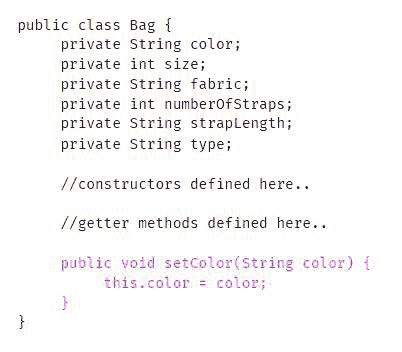 public class Bag {
     private String color;
     private int size;
     private String fabric;
     private int numberOfStraps;
     private String strapLength;
     private String type;

     //constructors defined here..

     //getter methods defined here..

     public void setColor(String color) {
          this.color = color;
     }
}